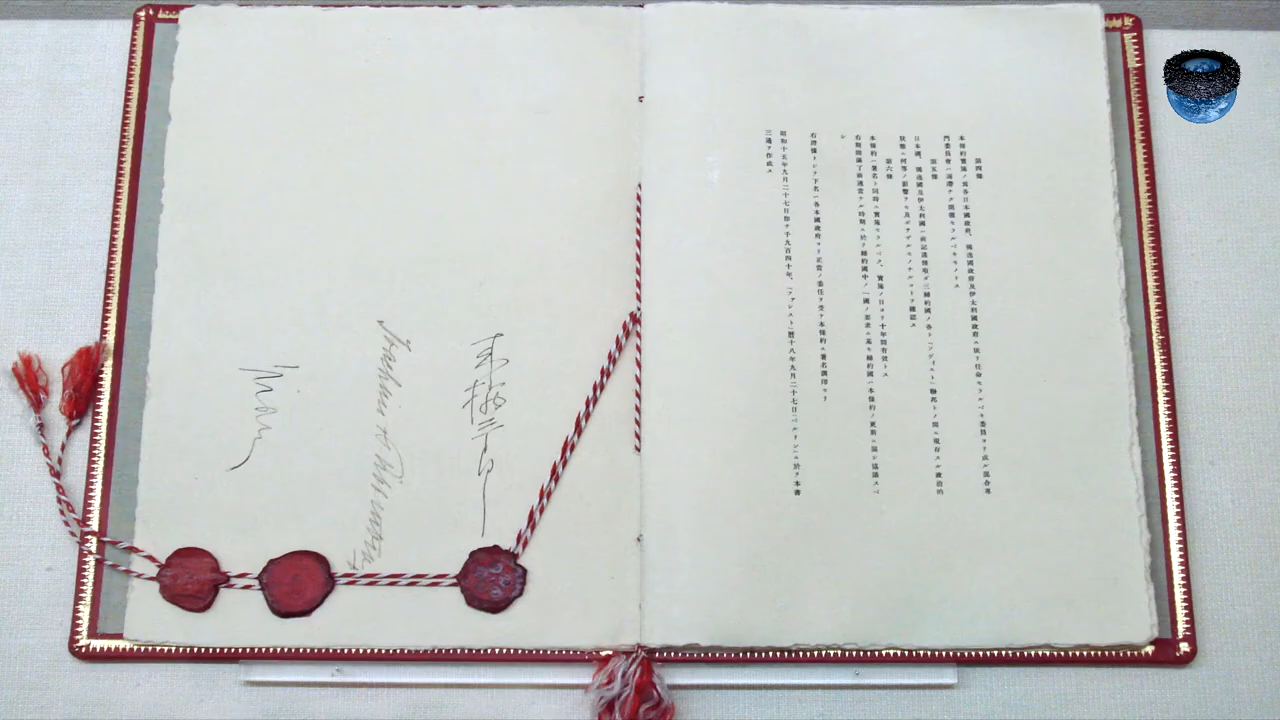 第四條
本條約實施ノ爲各日本國政府、獨逸國政府及伊太利國政府ニ依リ任命セラルベキ委員ヨリ成ル混合專
門委員會ハ遲滯ナク開催セラルベキモノトス
第五條
日本國、獨逸國及伊太利國ハ前記諸條項ガ三締約國ノ各ト「ソヴィエト」聯邦トノ間ニ現存スル政治的
狀態ニ何等ノ影響ヲモ及ボサザルモノナルコトヲ確認ス
第六條
本條約ハ署名ト同時ニ實施セラルベク、實施ノ日ヨリ十年間有效トス
右期間滿了前適當ナル時期ニ於テ締約國中ノ一國ノ要求ニ基キ締約國ハ本條約ノ更新ニ關シ協議スベ
シ
右證據トシテ下名ハ各本國政府ヨリ正當ノ委任ヲ受ケ本條約ニ署名調印セリ
昭和十五年九月二十七日卽チ千九百四十年、「ファシスト」曆十八年九月二十七日「ベルリン」ニ於テ本書
三通ヲ作成ス
来栖三郎